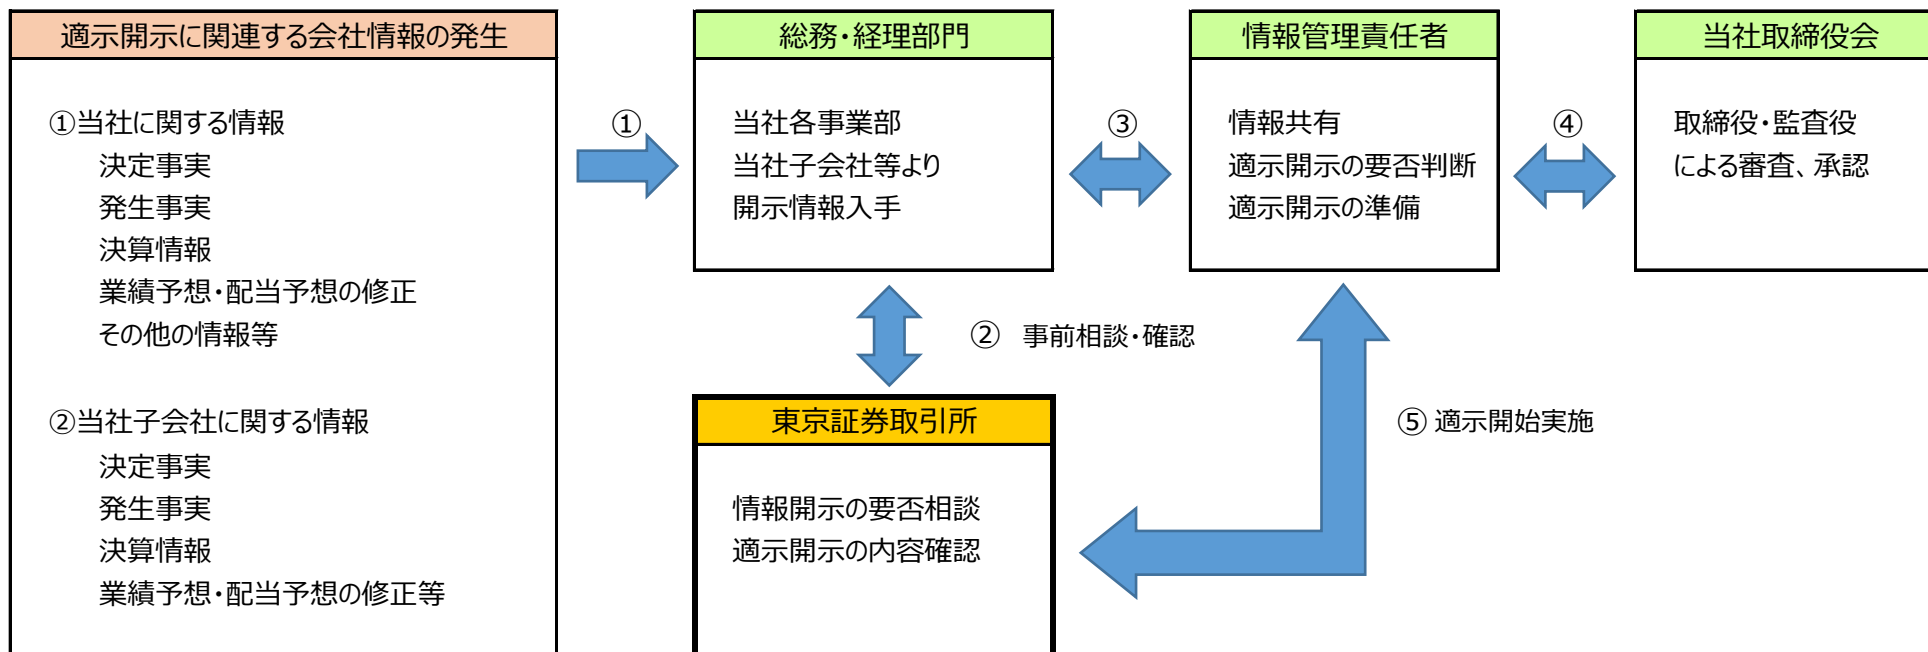 適示開示に関連する会社情報の発生
①当社に関する情報
決定事実
発生事実
決算情報
業績予想・配当予想の修正
その他の情報等
②当社子会社に関する情報
決定事実
発生事実
決算情報
業績予想・配当予想の修正等
①
総務・経理部門
当社各事業部
当社子会社等より
開示情報入手
③
情報管理責任者
情報共有
適示開示の要否判断
適示開示の準備
④
当社取締役会
取締役・監査役
による審査、承認
② 事前相談・確認
東京証券取引所
情報開示の要否相談
適示開示の内容確認
⑤ 適示開始実施